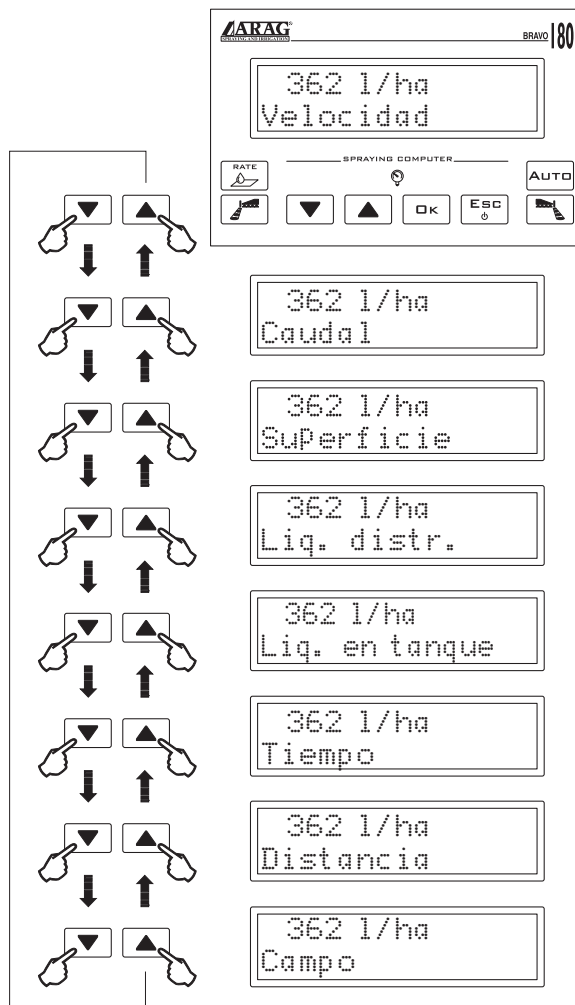 ARAG®
SPRAYING AND IRRIGATION
BRAVO 180
362 l/ha
Velocidad
RATE
SPRAYING COMPUTER
AUTO
OK
ESC
362 l/ha
Caudal
362 l/ha
Superficie
362 l/ha
Liq. distr.
362 l/ha
Liq. en tanque
362 l/ha
Tiempo
362 l/ha
Distancia
362 l/ha
Campo